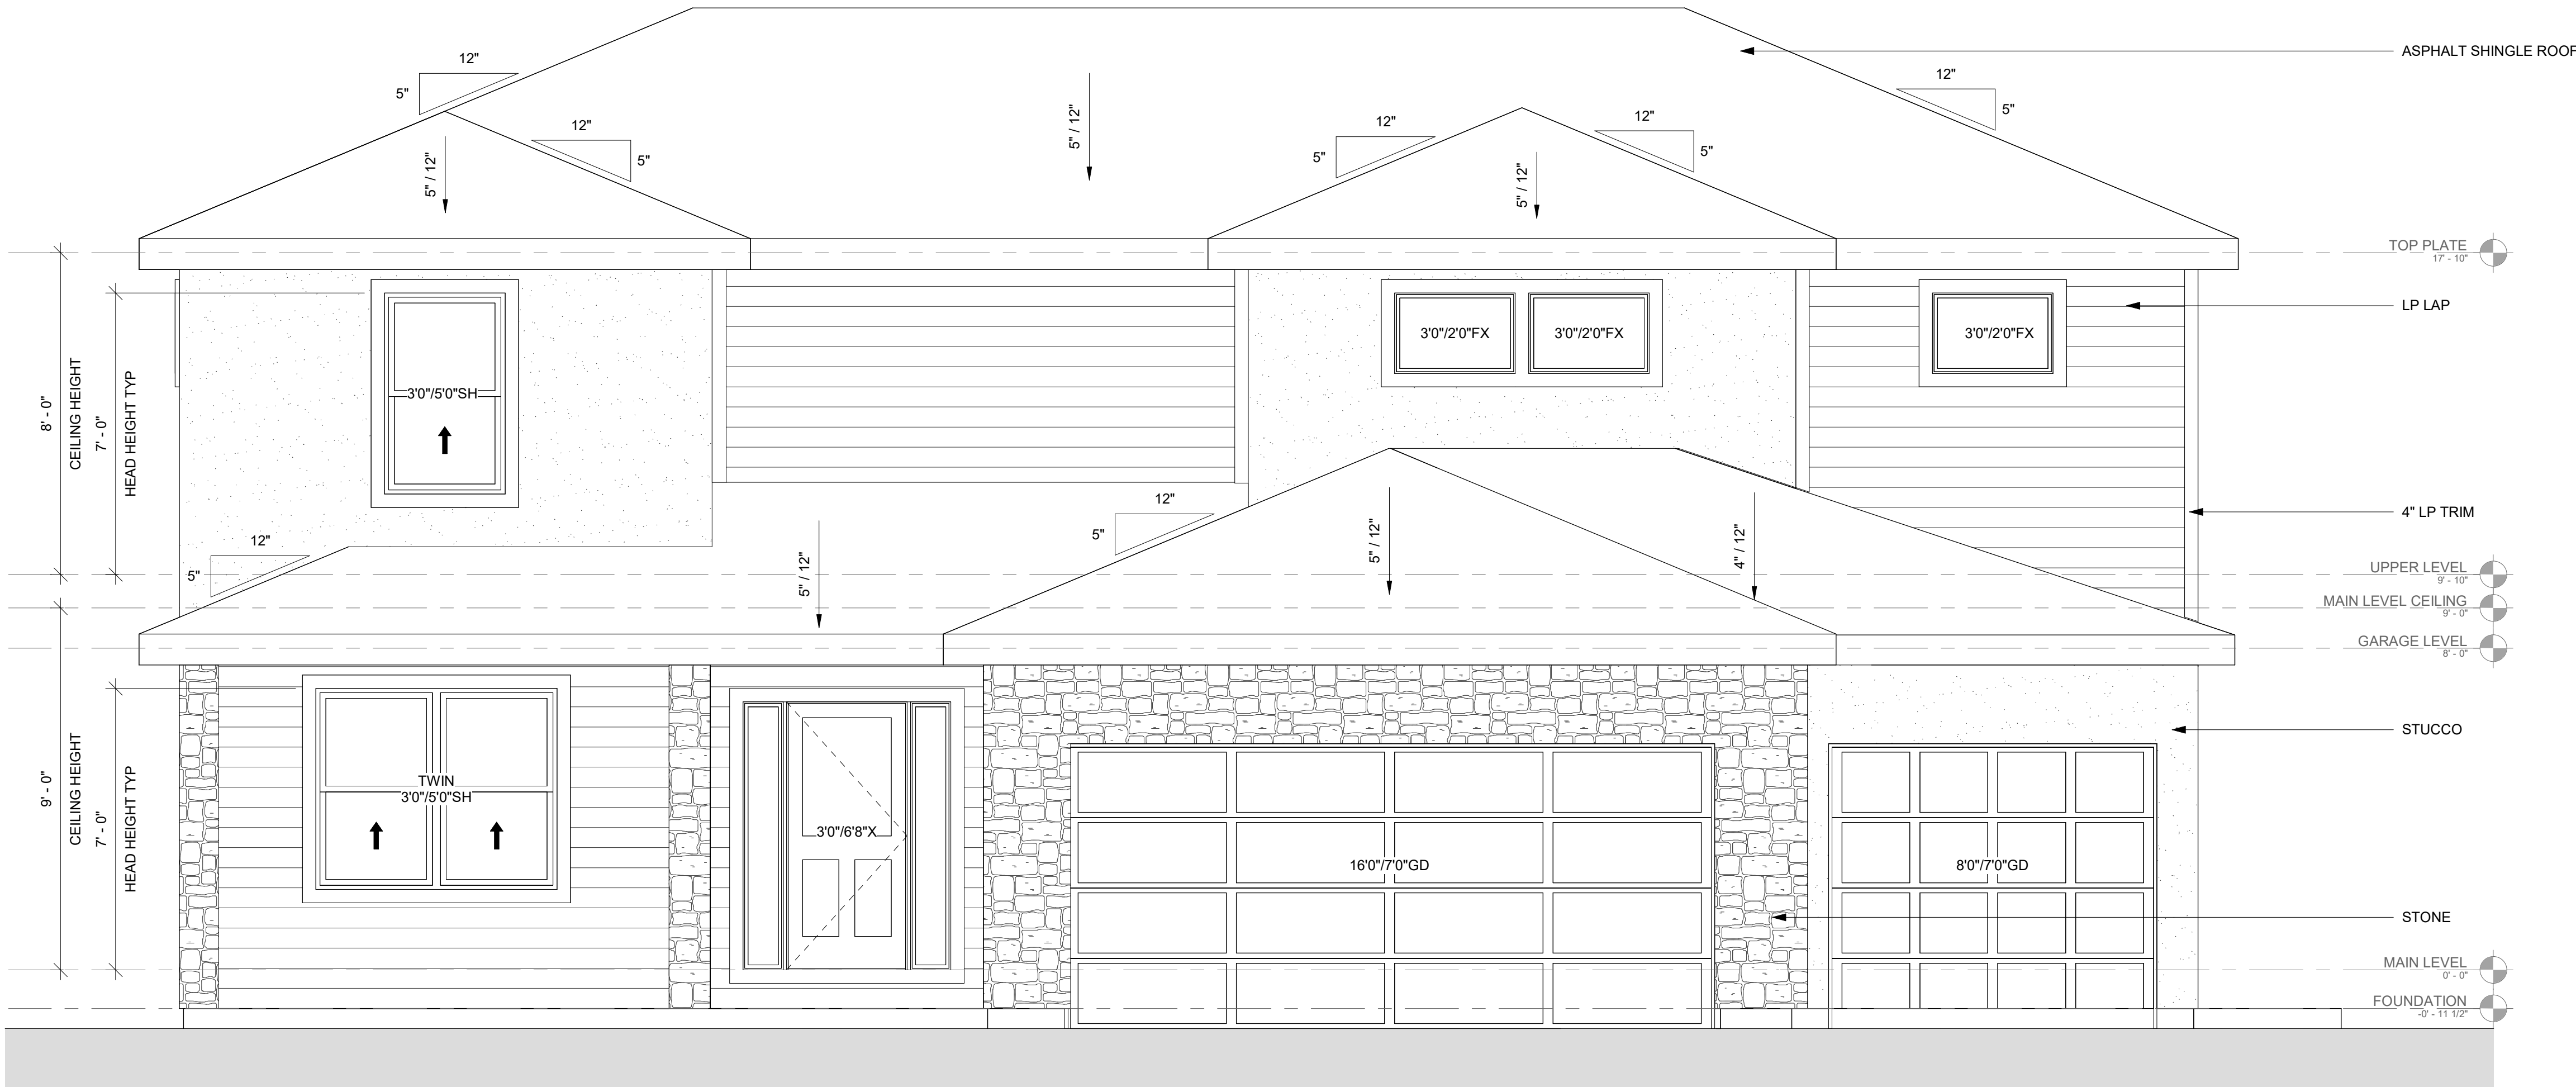 ASPHALT SHINGLE ROOF
12"
5"
12"
5"
12"
5"
12"
5"
12"
5"
5" / 12"
5" / 12"
5" / 12"
TOP PLATE
17' - 10"
LP LAP
3'0"/2'0"FX
3'0"/2'0"FX
3'0"/2'0"FX
3'0"/5'0"SH
8' - 0"
CEILING HEIGHT
7' - 0"
HEAD HEIGHT TYP
4" LP TRIM
12"
5"
12"
5"
5" / 12"
5" / 12"
4" / 12"
UPPER LEVEL
9' - 10"
MAIN LEVEL CEILING
9' - 0"
GARAGE LEVEL
8' - 0"
STUCCO
9' - 0"
CEILING HEIGHT
7' - 0"
HEAD HEIGHT TYP
TWIN
3'0"/5'0"SH
3'0"/6'8"X
16'0"/7'0"GD
8'0"/7'0"GD
STONE
MAIN LEVEL
0' - 0"
FOUNDATION
-0' - 11 1/2"